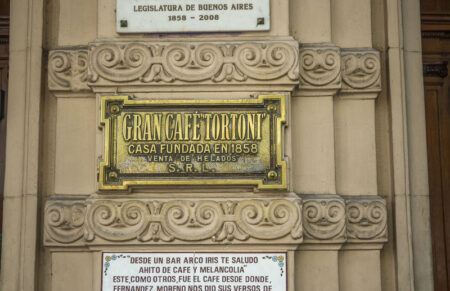 LEGISLATURA DE BUENOS AIRES
1858 - 2008
GRAN CAFÉ "TORTONI"
CASA FUNDADA EN 1858
VENTA DE HELADOS
S. R. L.
"DESDE UN BAR ARCO IRIS TE SALUDO
AHITO DE CAFE Y MELANCOLIA"
ESTE, COMO OTROS, FUE EL CAFE DESDE DONDE,
FERNANDEZ MORENO NOS DIO SUS VERSOS DE